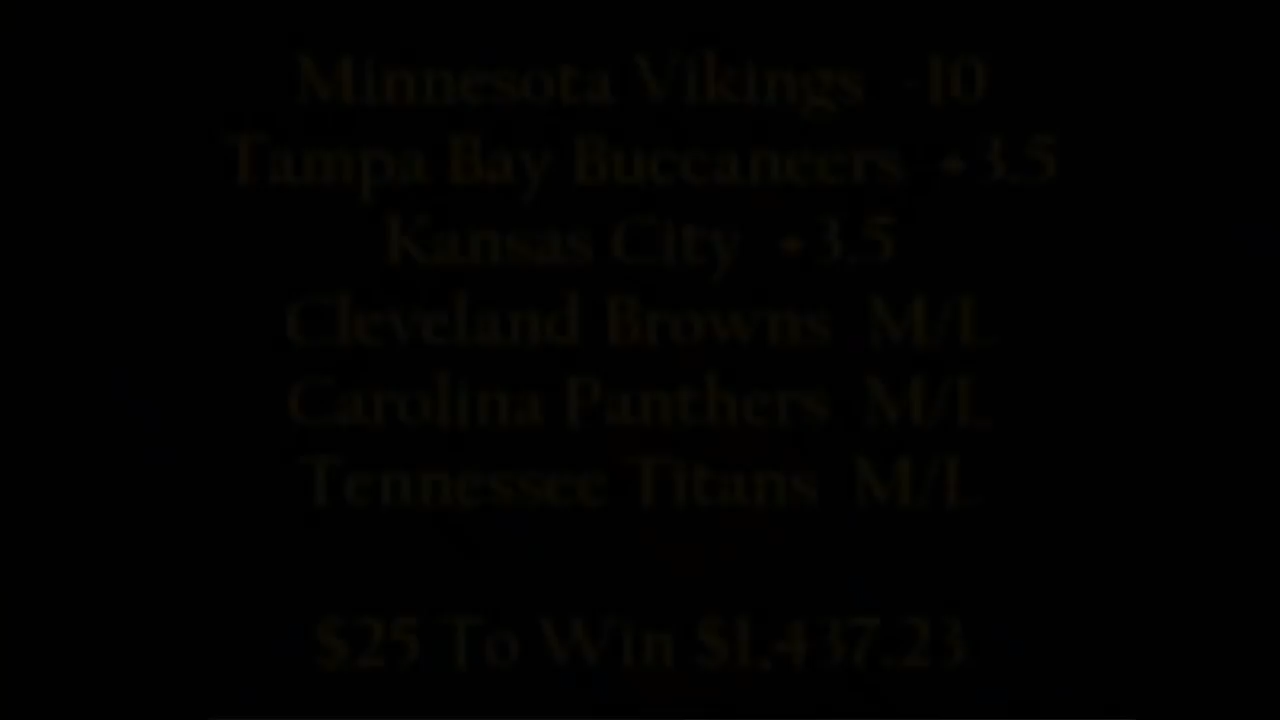 Minnesota Vikings -10
Tampa Bay Buccaneers +3.5
Kansas City +3.5
Cleveland Browns M/L
Carolina Panthers M/L
Tennessee Titans M/L
$25 To Win $1,437.23